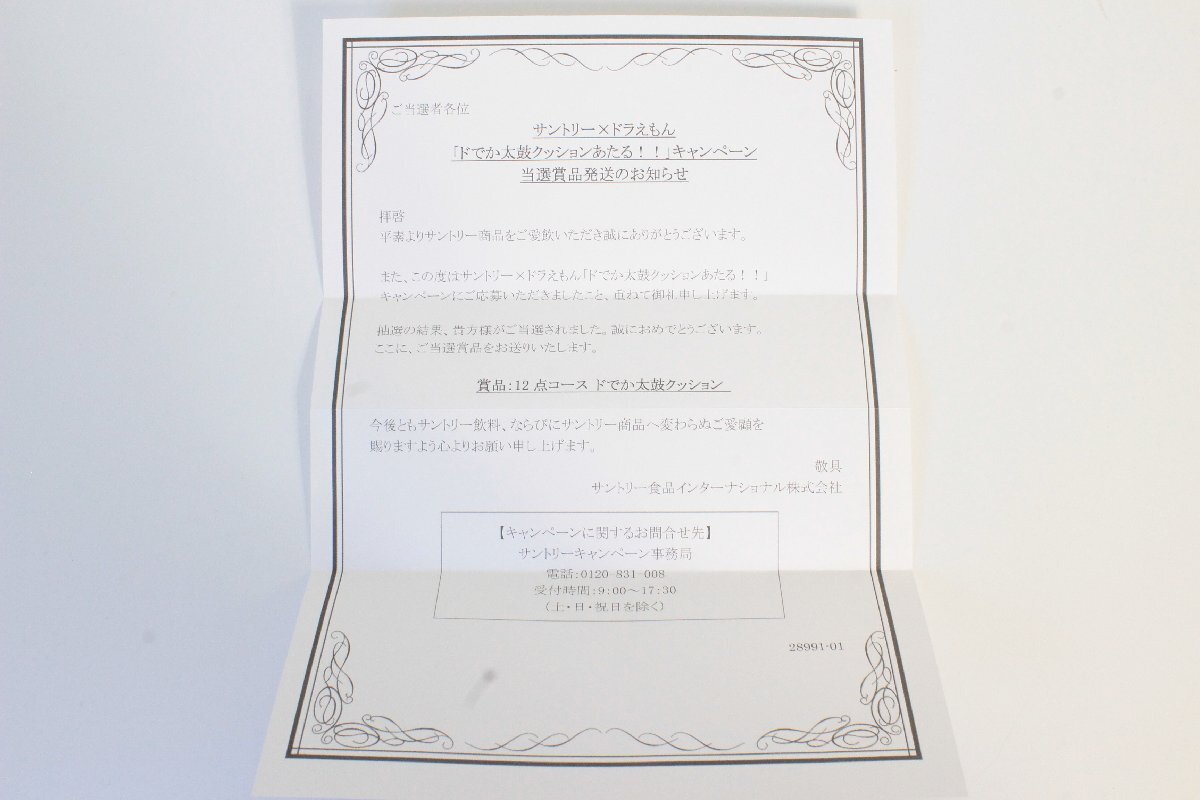 ご当選者各位
サントリー×ドラえもん
「ドでか太鼓クッションあたる！！」キャンペーン
当選賞品発送のお知らせ
拝啓
平素よりサントリー商品をご愛飲いただき誠にありがとうございます。
また、この度はサントリー×ドラえもん「ドでか太鼓クッションあたる！！」
キャンペーンにご応募いただきましたこと、重ねて御礼申し上げます。
抽選の結果、貴方様がご当選されました。誠におめでとうございます。
ここに、ご当選賞品をお送りいたします。
賞品：12 点コース ドでか太鼓クッション
今後ともサントリー飲料、ならびにサントリー商品へ変わらぬご愛顧を
賜りますよう心よりお願い申し上げます。
敬具
サントリー食品インターナショナル株式会社
【キャンペーンに関するお問合せ先】
サントリーキャンペーン事務局
電話：0120-831-008
受付時間：9：00～17：30
（土・日・祝日を除く）
28991-01